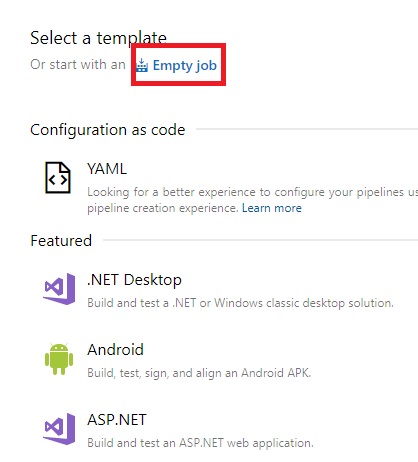 Select a template
Or start with an Empty job
Configuration as code
YAML
Looking for a better experience to configure your pipelines us
pipeline creation experience. Learn more
Featured
.NET Desktop
Build and test a .NET or Windows classic desktop solution.
Android
Build, test, sign, and align an Android APK.
ASP.NET
Build and test an ASP.NET web application.